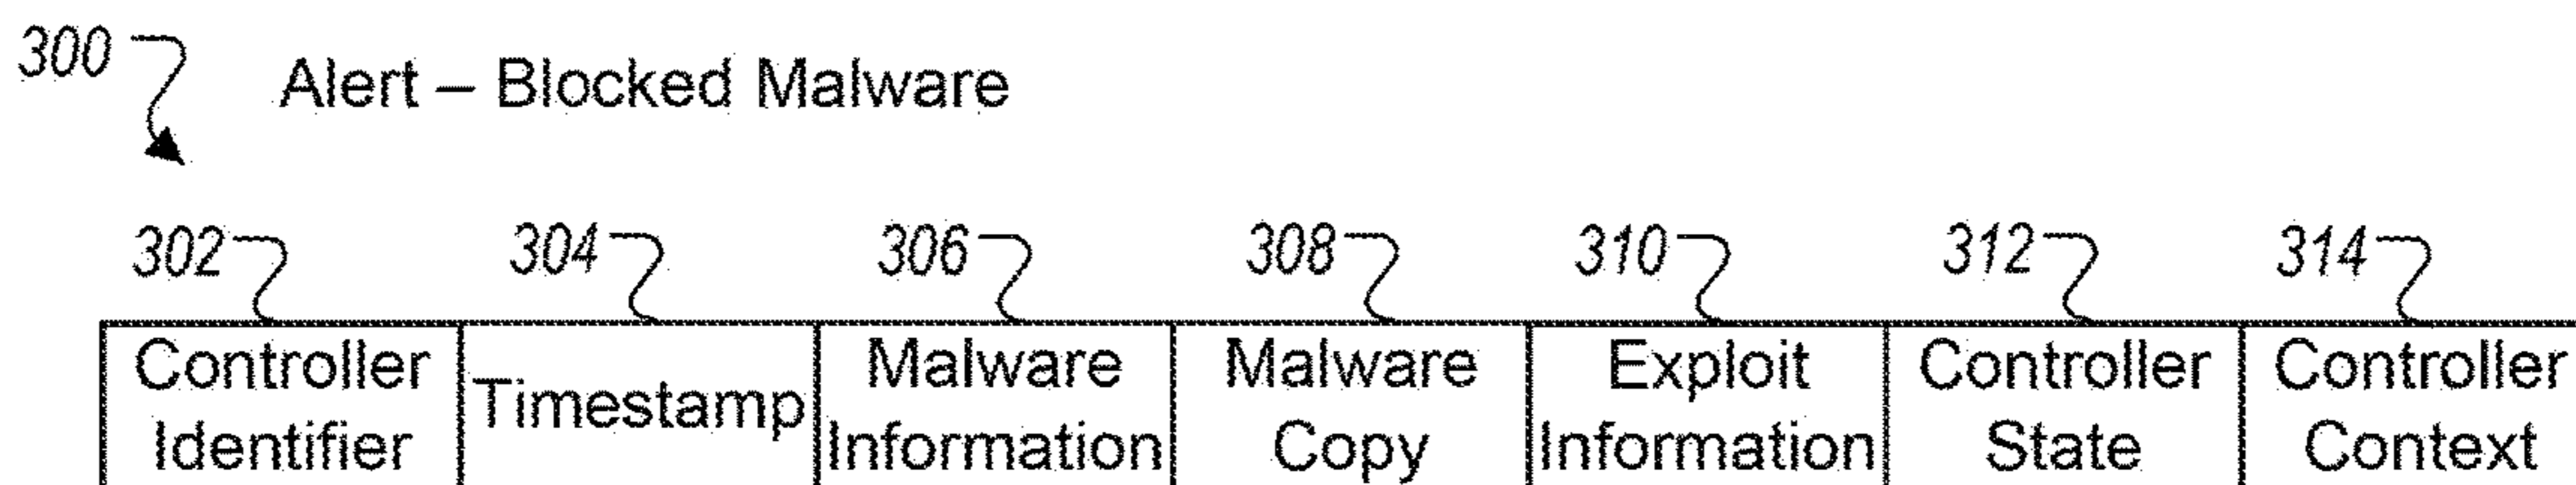 300
Alert – Blocked Malware
302 304 306 308 310 312 314
Controller Identifier
Timestamp
Malware Information
Malware Copy
Exploit Information
Controller State
Controller Context